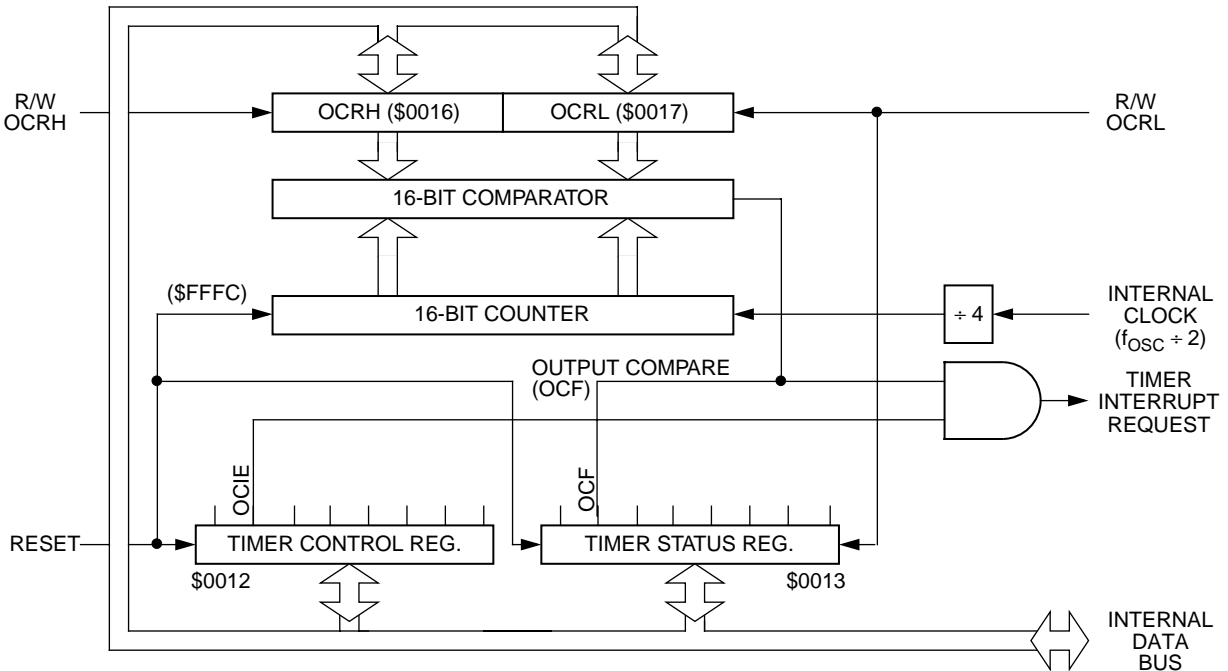 R/W
OCRH
OCRH ($0016)
OCRL ($0017)
R/W
OCRL
16-BIT COMPARATOR
($FFFC)
16-BIT COUNTER
÷ 4
INTERNAL
CLOCK
(fOSC ÷ 2)
OUTPUT COMPARE
(OCF)
TIMER
INTERRUPT
REQUEST
OCIE
OCF
RESET
TIMER CONTROL REG.
TIMER STATUS REG.
$0012
$0013
INTERNAL
DATA
BUS